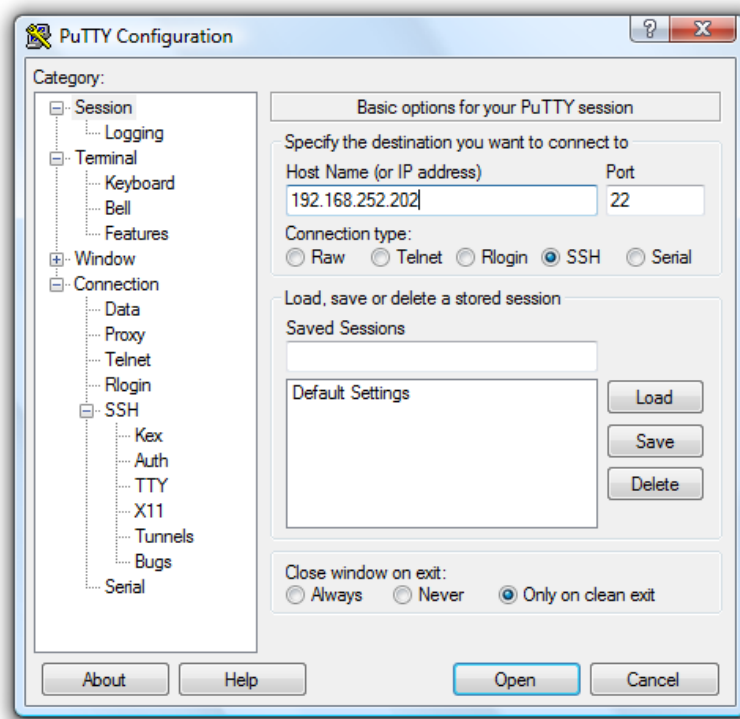 PuTTY Configuration
?
X
Category:
Session
Logging
Terminal
Keyboard
Bell
Features
Window
Connection
Data
Proxy
Telnet
Rlogin
SSH
Kex
Auth
TTY
X11
Tunnels
Bugs
Serial
Basic options for your PuTTY session
Specify the destination you want to connect to
Host Name (or IP address) Port
192.168.252.202 22
Connection type:
Raw Telnet Rlogin SSH Serial
Load, save or delete a stored session
Saved Sessions
Default Settings
Load
Save
Delete
Close window on exit:
Always Never Only on clean exit
About Help Open Cancel